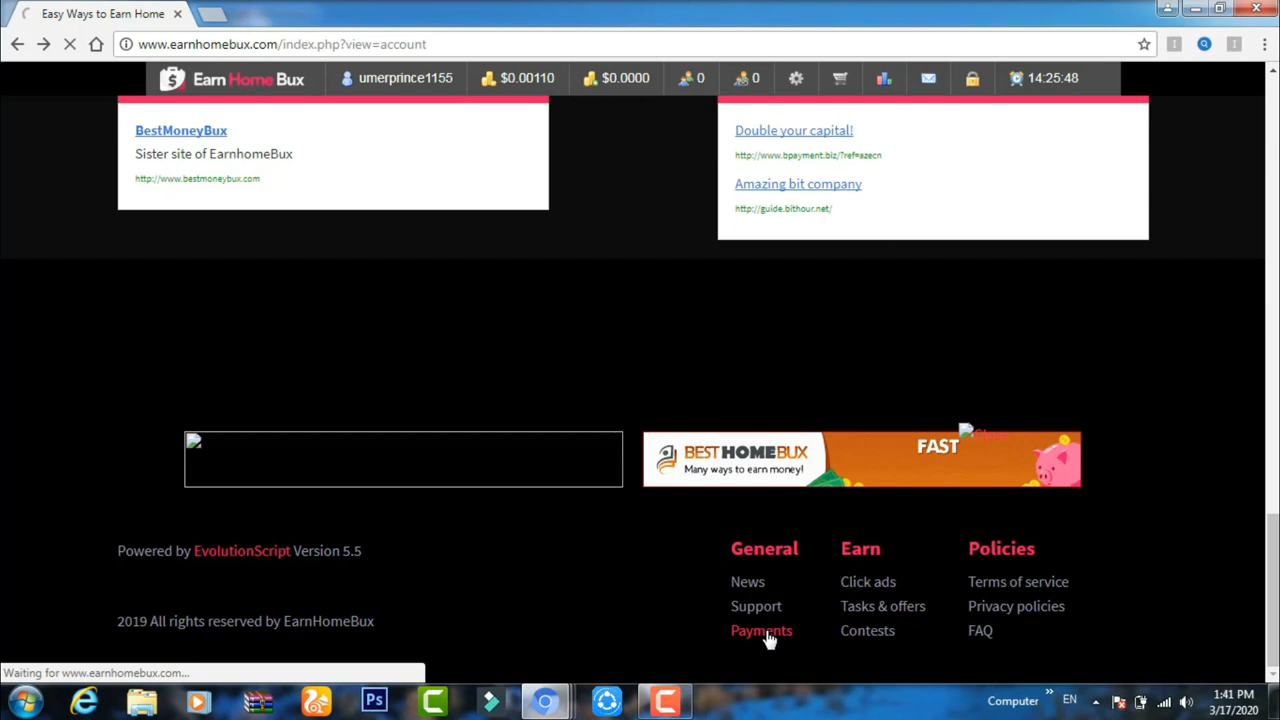 Easy Ways to Earn Home
www.earnhomebux.com/index.php?view=account
Earn Home Bux
umerprince1155
$0.00110
$0.0000
0
0
14:25:48
BestMoneyBux
Sister site of EarnhomeBux
http://www.bestmoneybux.com
Double your capital!
http://www.bpayment.biz/?ref=azecn
Amazing bit company
http://guide.bithour.net/
BEST HOMEBUX
Many ways to earn money!
FAST
Close
Powered by EvolutionScript Version 5.5
2019 All rights reserved by EarnHomeBux
General
News
Support
Payments
Earn
Click ads
Tasks & offers
Contests
Policies
Terms of service
Privacy policies
FAQ
Waiting for www.earnhomebux.com...
Ps
Computer
EN
1:41 PM
3/17/2020